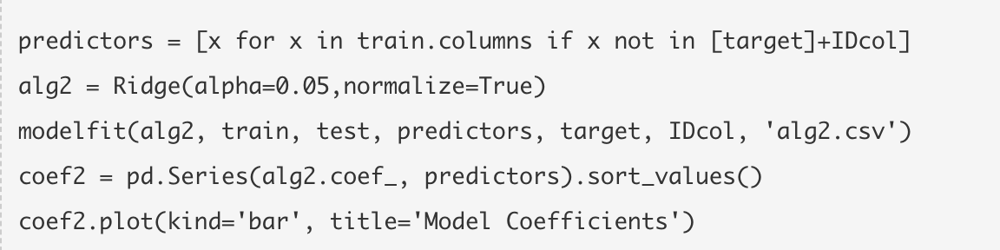 predictors = [x for x in train.columns if x not in [target]+IDcol]
alg2 = Ridge(alpha=0.05,normalize=True)
modelfit(alg2, train, test, predictors, target, IDcol, 'alg2.csv')
coef2 = pd.Series(alg2.coef_, predictors).sort_values()
coef2.plot(kind='bar', title='Model Coefficients')